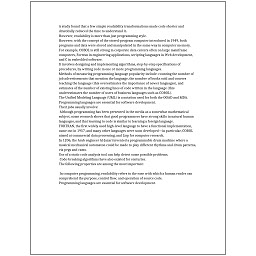 A study found that a few simple readability transformations made code shorter and
drastically reduced the time to understand it.
However, readability is more than just programming style.
However, with the concept of the stored-program computer introduced in 1949, both
programs and data were stored and manipulated in the same way in computer memory.
For example, COBOL is still strong in corporate data centers often on large mainframe
computers, Fortran in engineering applications, scripting languages in Web development,
and C in embedded software.
It involves designing and implementing algorithms, step-by-step specifications of
procedures, by writing code in one or more programming languages.
Methods of measuring programming language popularity include: counting the number of
job advertisements that mention the language, the number of books sold and courses
teaching the language (this overestimates the importance of newer languages), and
estimates of the number of existing lines of code written in the language (this
underestimates the number of users of business languages such as COBOL).
The Unified Modeling Language (UML) is a notation used for both the OOAD and MDA.
Programming languages are essential for software development.
Their jobs usually involve:
Although programming has been presented in the media as a somewhat mathematical
subject, some research shows that good programmers have strong skills in natural human
languages, and that learning to code is similar to learning a foreign language.
FORTRAN, the first widely used high-level language to have a functional implementation,
came out in 1957, and many other languages were soon developed—in particular, COBOL
aimed at commercial data processing, and Lisp for computer research.
In 1206, the Arab engineer Al-Jazari invented a programmable drum machine where a
musical mechanical automaton could be made to play different rhythms and drum patterns,
via pegs and cams.
Use of a static code analysis tool can help detect some possible problems.
Code-breaking algorithms have also existed for centuries.
The following properties are among the most important:
In computer programming, readability refers to the ease with which a human reader can
comprehend the purpose, control flow, and operation of source code.
Programming languages are essential for software development.